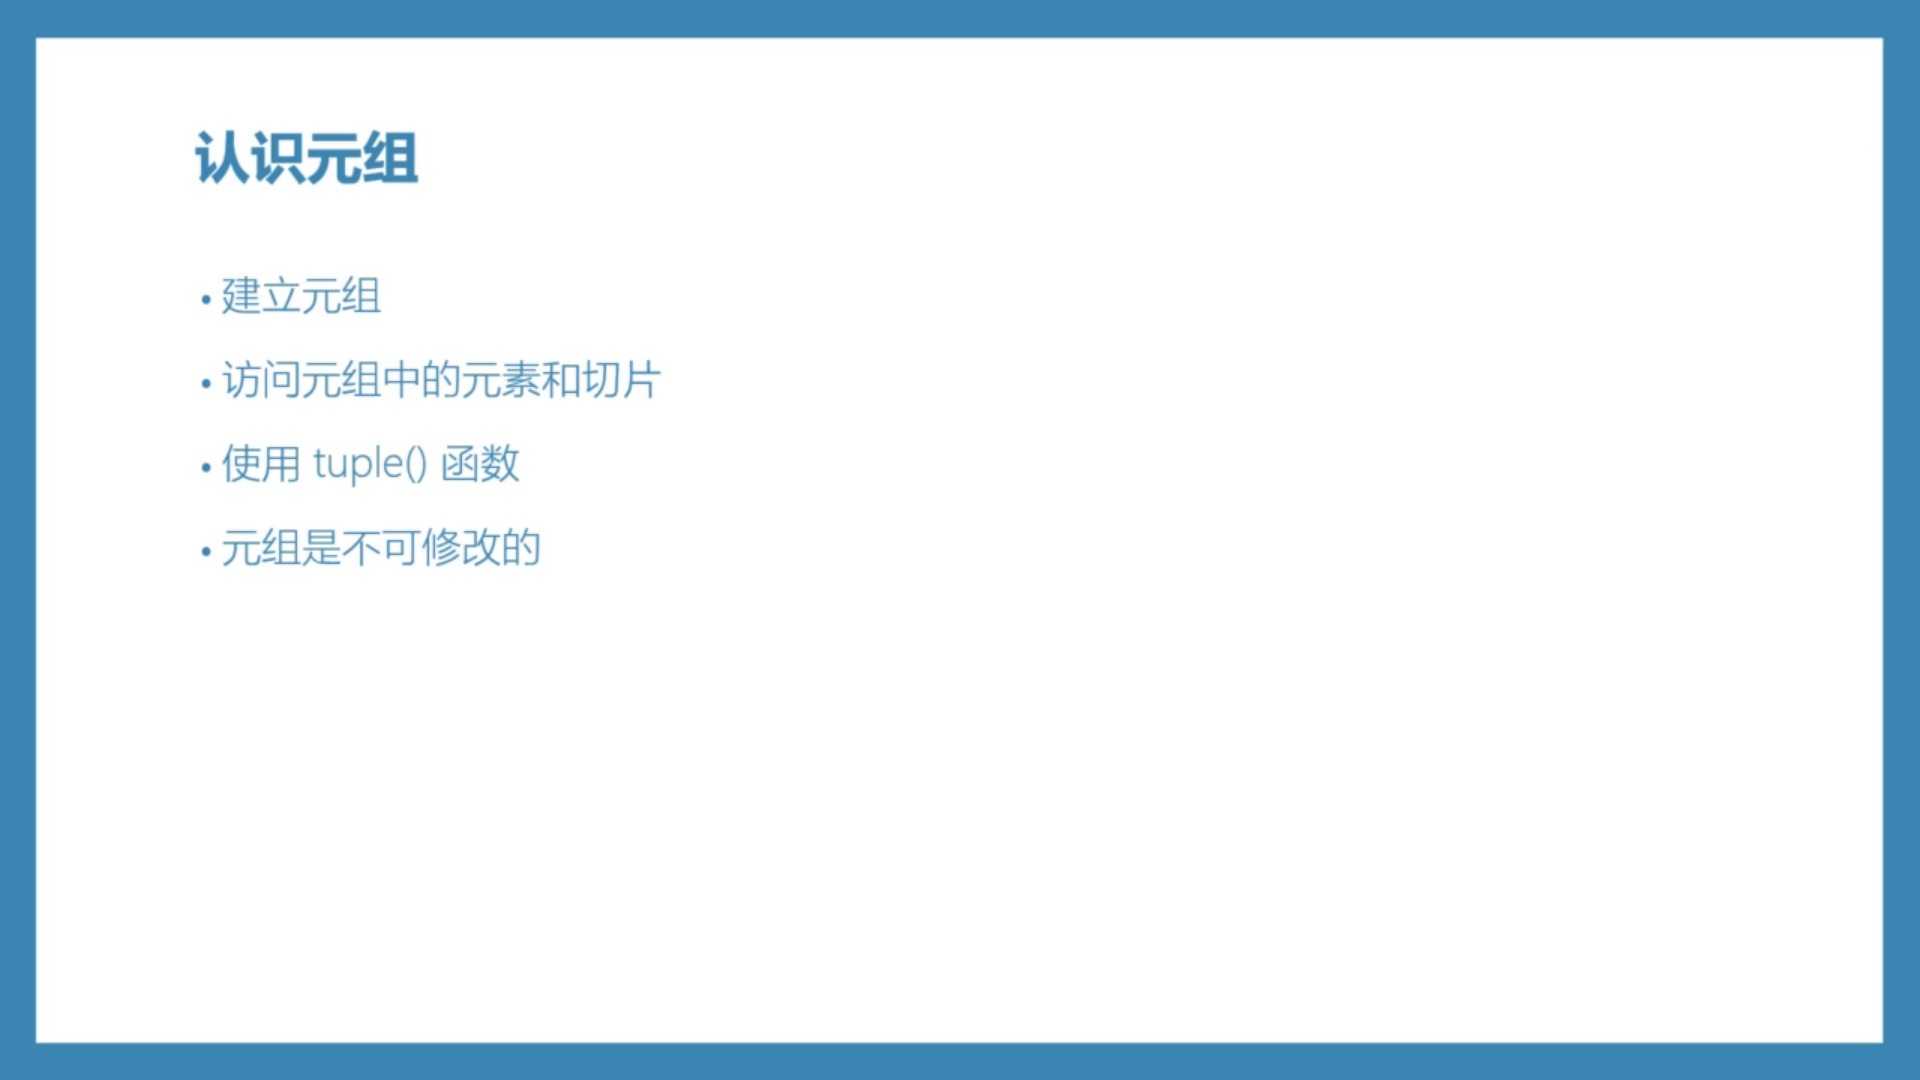 认识元组
• 建立元组
• 访问元组中的元素和切片
• 使用 tuple() 函数
• 元组是不可修改的